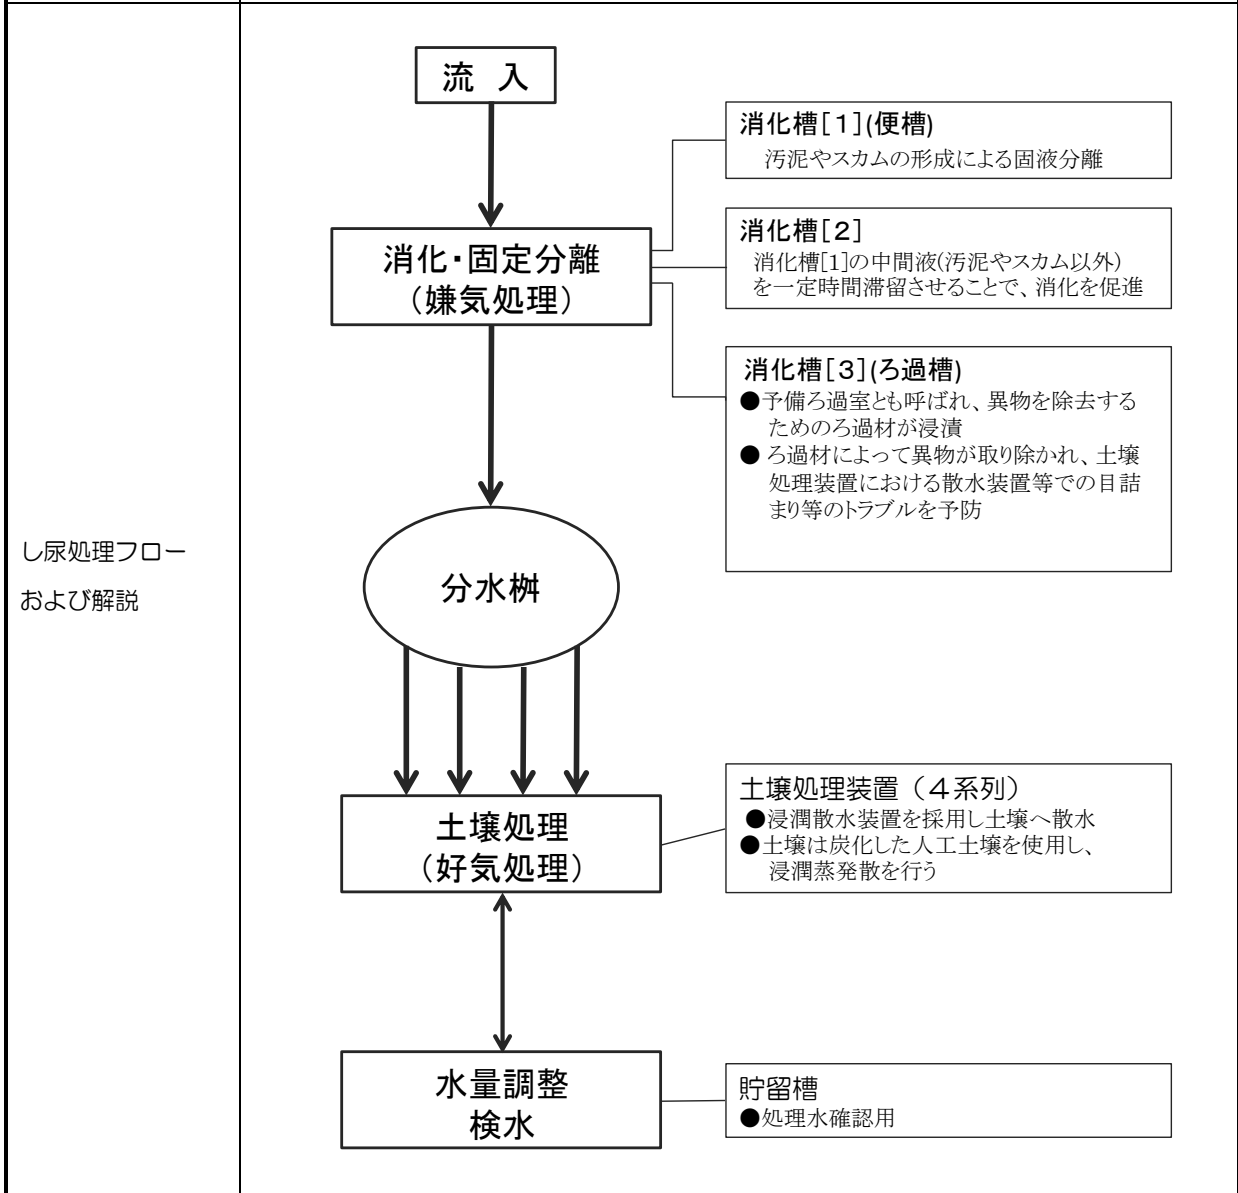 し尿処理フロー
および解説
流 入
消化・固定分離
（嫌気処理）
消化槽[１](便槽)
汚泥やスカムの形成による固液分離
消化槽[２]
消化槽[1]の中間液(汚泥やスカム以外)
を一定時間滞留させることで、消化を促進
消化槽[３](ろ過槽)
●予備ろ過室とも呼ばれ、異物を除去する
ためのろ過材が浸漬
● ろ過材によって異物が取り除かれ、土壌
処理装置における散水装置等での目詰
まり等のトラブルを予防
分水桝
土壌処理
（好気処理）
土壌処理装置（４系列）
●浸潤散水装置を採用し土壌へ散水
●土壌は炭化した人工土壌を使用し、
浸潤蒸発散を行う
水量調整
検水
貯留槽
●処理水確認用